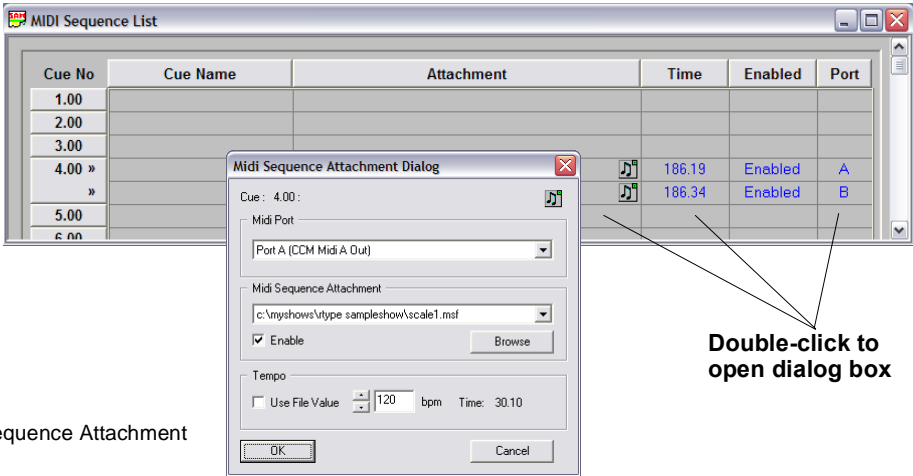 MIDI Sequence List
Cue No Cue Name Attachment Time Enabled Port
1.00
2.00
3.00
4.00 » 186.19 Enabled A
» 186.34 Enabled B
5.00
6.00
Midi Sequence Attachment Dialog
Cue : 4.00 :
Midi Port
Port A (CCM Midi A Out)
Midi Sequence Attachment
c:\myshows\rtype sampleshow\scale1.msf
Enable Browse
Tempo
Use File Value 120 bpm Time: 30.10
OK Cancel
Double-click to
open dialog box
equence Attachment